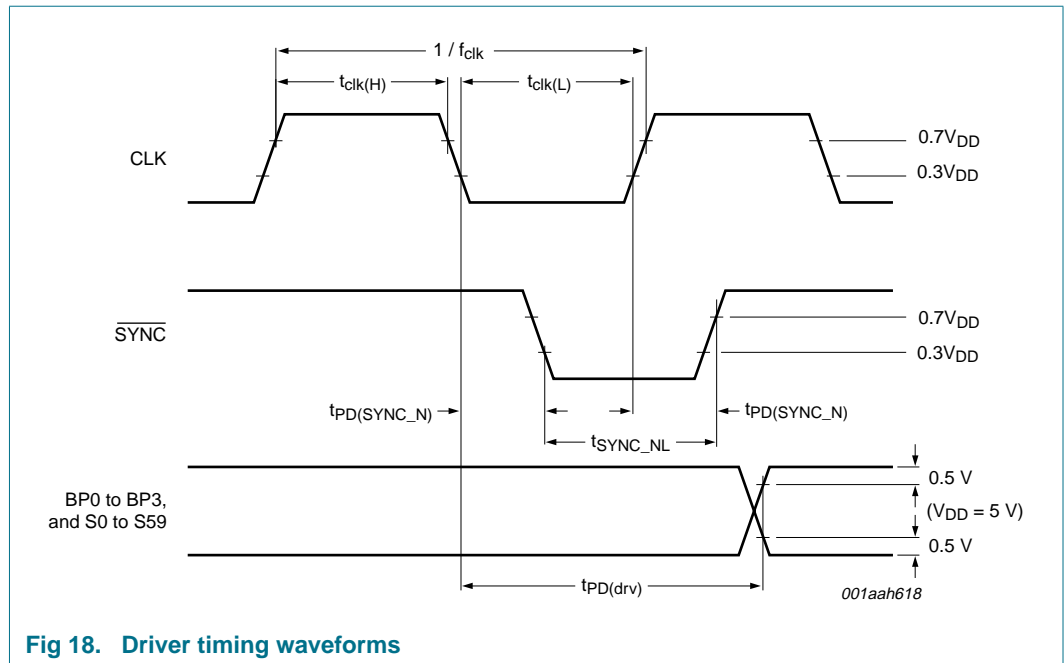 1 / fclk
tclk(H)
tclk(L)
CLK
0.7VDD
0.3VDD
SYNC
0.7VDD
0.3VDD
tPD(SYNC_N)
tPD(SYNC_N)
tSYNC_NL
BP0 to BP3,
and S0 to S59
0.5 V
(VDD = 5 V)
0.5 V
tPD(drv)
001aah618
Fig 18. Driver timing waveforms